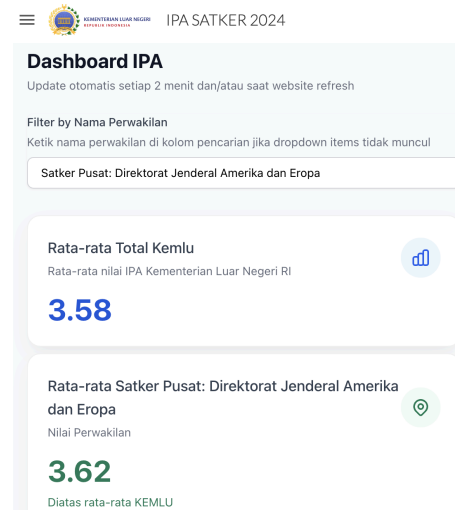 KEMENTERIAN LUAR NEGERI
REPUBLIK INDONESIA
IPA SATKER 2024
Dashboard IPA
Update otomatis setiap 2 menit dan/atau saat website refresh
Filter by Nama Perwakilan
Ketik nama perwakilan di kolom pencarian jika dropdown items tidak muncul
Satker Pusat: Direktorat Jenderal Amerika dan Eropa
Rata-rata Total Kemlu
Rata-rata nilai IPA Kementerian Luar Negeri RI
3.58
Rata-rata Satker Pusat: Direktorat Jenderal Amerika
dan Eropa
Nilai Perwakilan
3.62
Diatas rata-rata KEMLU